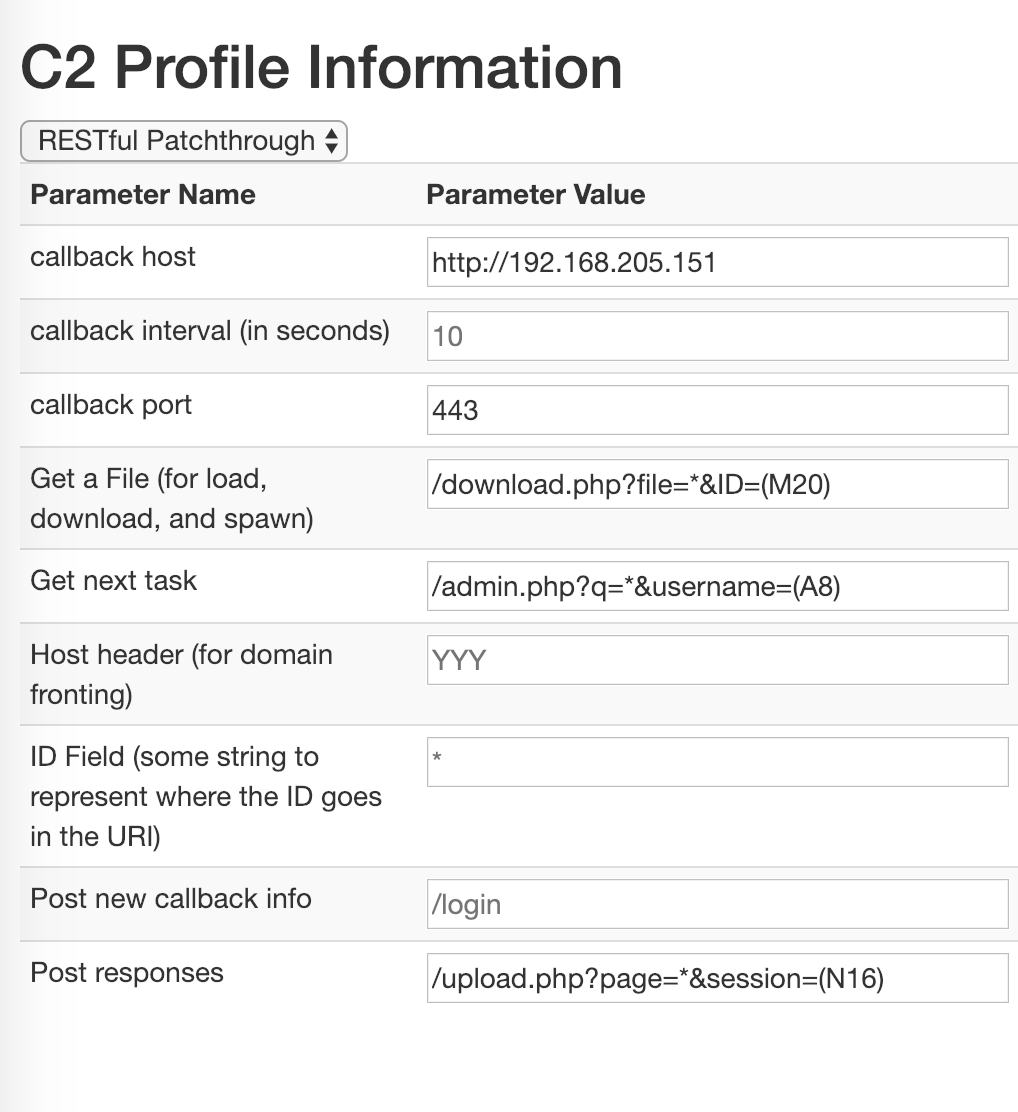 C2 Profile Information
RESTful Patchthrough
Parameter Name Parameter Value
callback host http://192.168.205.151
callback interval (in seconds) 10
callback port 443
Get a File (for load,
download, and spawn)
/download.php?file=*&ID=(M20)
Get next task /admin.php?q=*&username=(A8)
Host header (for domain
fronting)
YYY
ID Field (some string to
represent where the ID goes
in the URI)
*
Post new callback info /login
Post responses /upload.php?page=*&session=(N16)